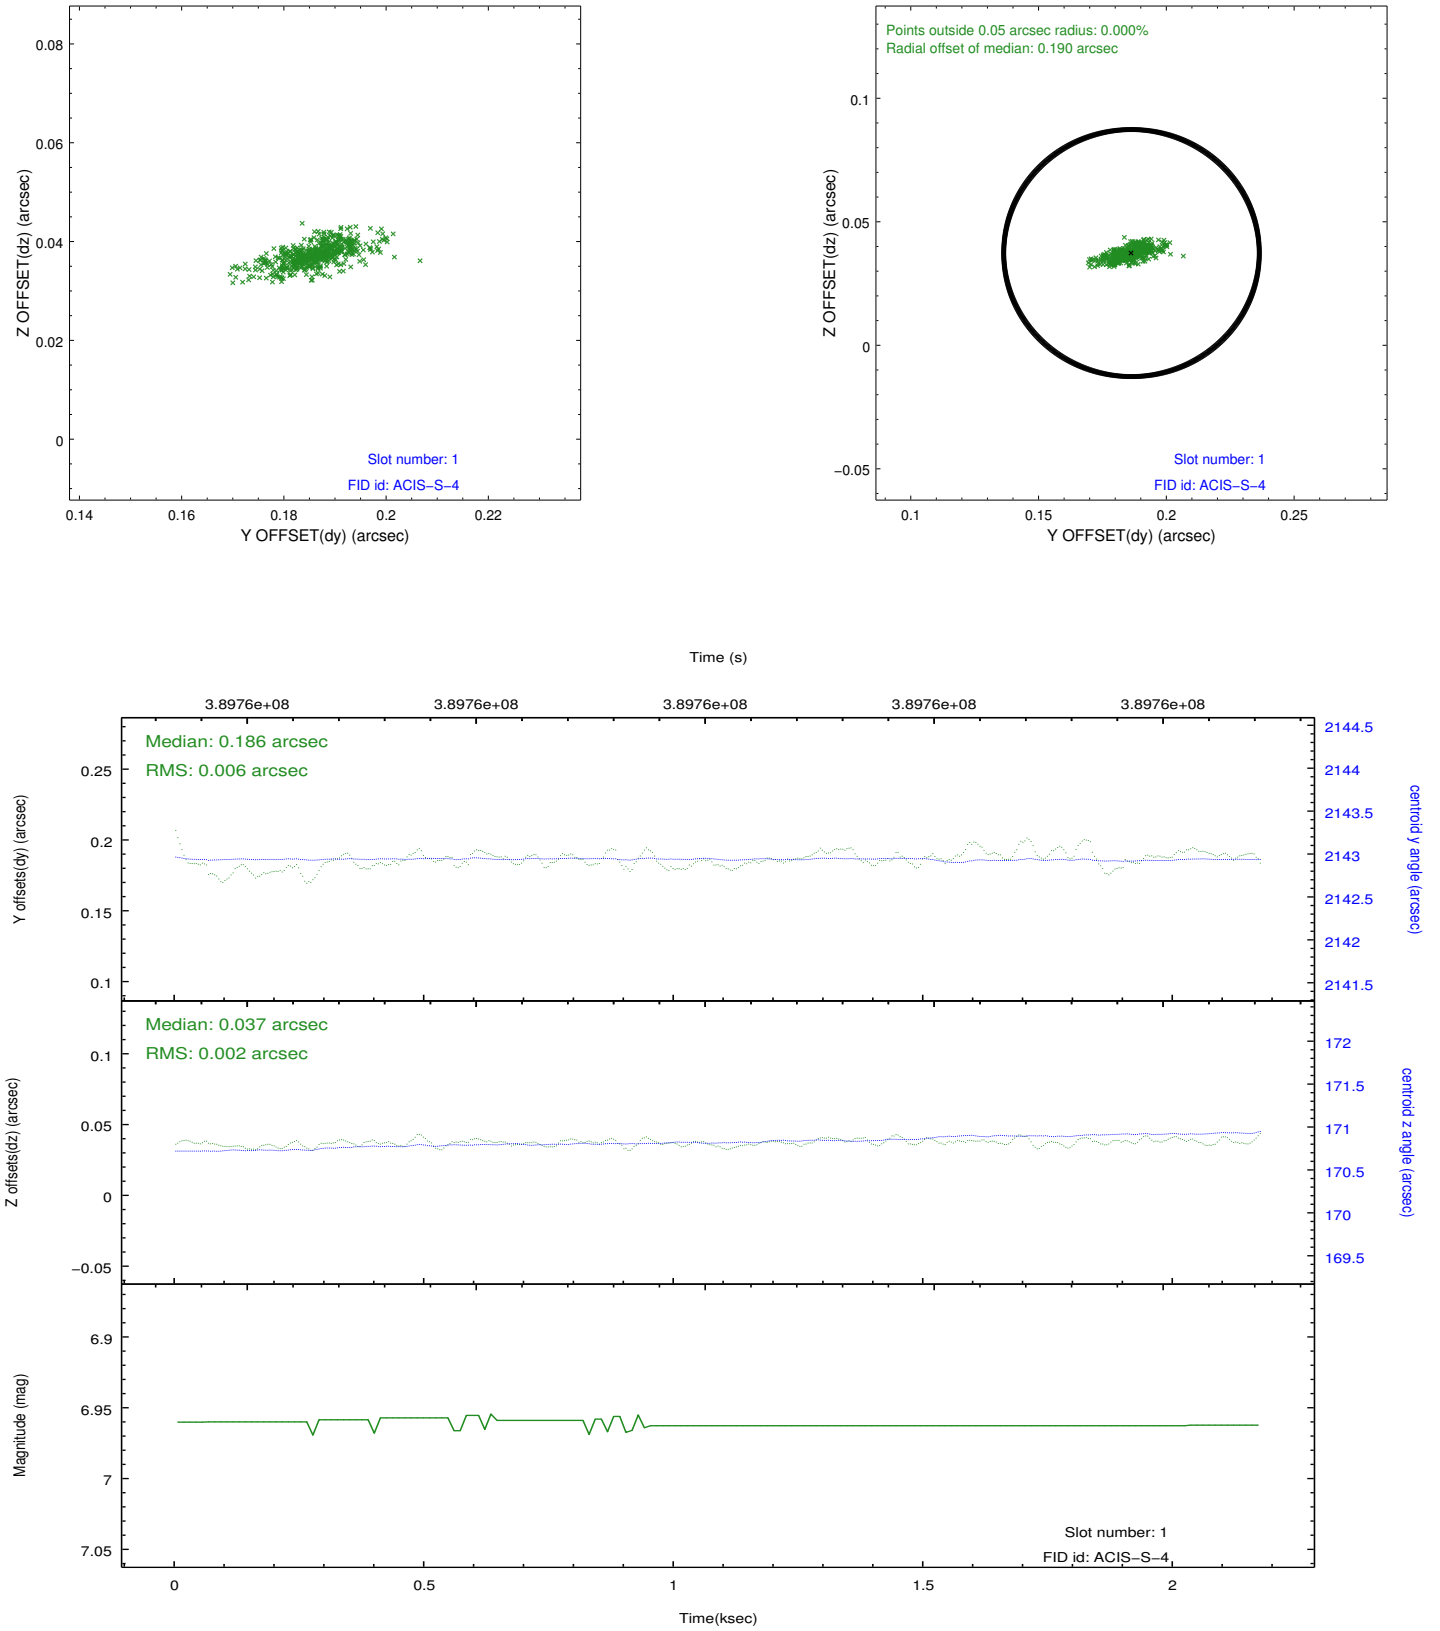 0.08
0.06
0.04
0.02
0
Z OFFSET(dz) (arcsec)
Slot number: 1
FID id: ACIS−S−4
0.14 0.16 0.18 0.2 0.22
Y OFFSET(dy) (arcsec)
Points outside 0.05 arcsec radius: 0.000%
Radial offset of median: 0.190 arcsec
0.1
0.05
0
−0.05
Z OFFSET(dz) (arcsec)
Slot number: 1
FID id: ACIS−S−4
0.1 0.15 0.2 0.25
Y OFFSET(dy) (arcsec)
Time (s)
3.8976e+08 3.8976e+08 3.8976e+08 3.8976e+08 3.8976e+08
Median: 0.186 arcsec
RMS: 0.006 arcsec
0.25
0.2
0.15
0.1
Y offsets(dy) (arcsec)
2144.5
2144
2143.5
2143
2142.5
2142
2141.5
centroid y angle (arcsec)
Median: 0.037 arcsec
RMS: 0.002 arcsec
0.1
0.05
0
−0.05
Z offsets(dz) (arcsec)
172
171.5
171
170.5
170
169.5
centroid z angle (arcsec)
6.9
6.95
7
7.05
Magnitude (mag)
Slot number: 1
FID id: ACIS−S−4
0 0.5 1 1.5 2
Time(ksec)